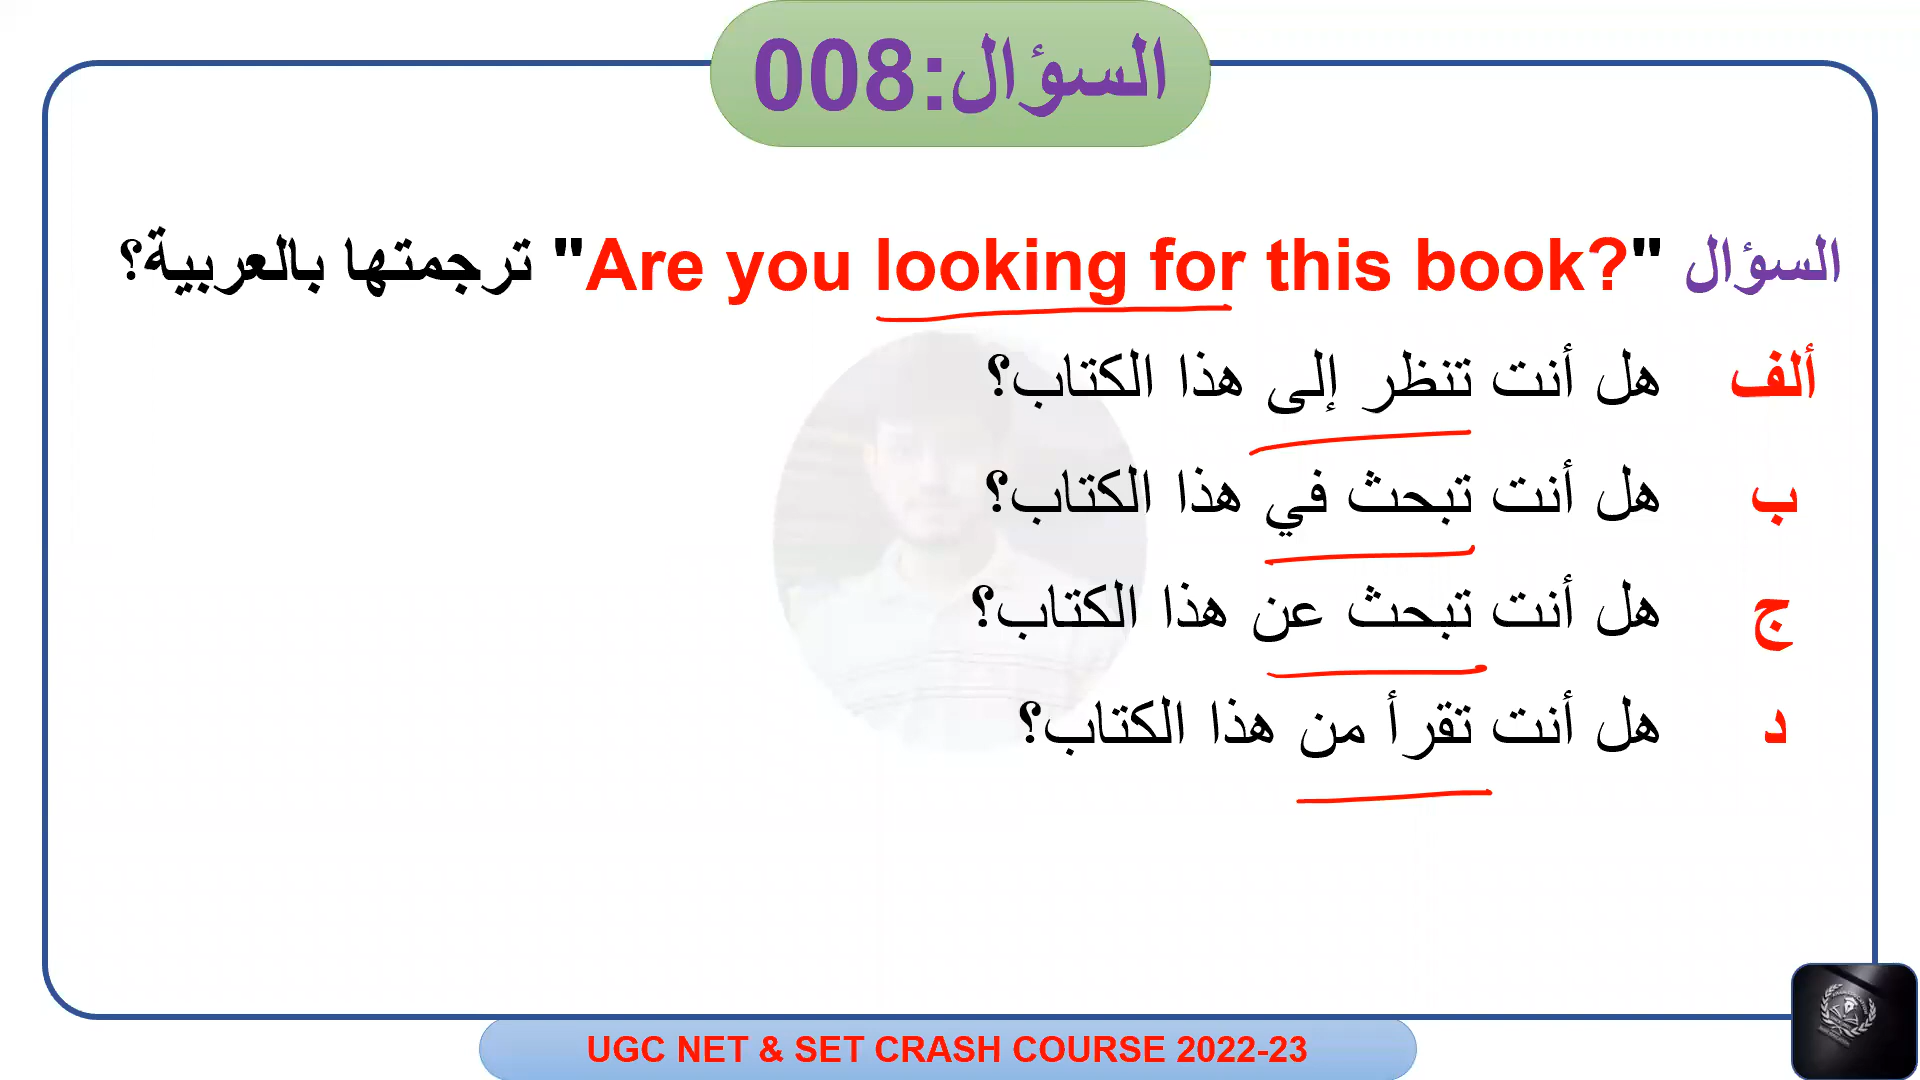 السؤال:008
السؤال "Are you looking for this book?" ترجمتها بالعربية؟
ألف هل أنت تنظر إلى هذا الكتاب؟
ب هل أنت تبحث في هذا الكتاب؟
ج هل أنت تبحث عن هذا الكتاب؟
د هل أنت تقرأ من هذا الكتاب؟
UGC NET & SET CRASH COURSE 2022-23